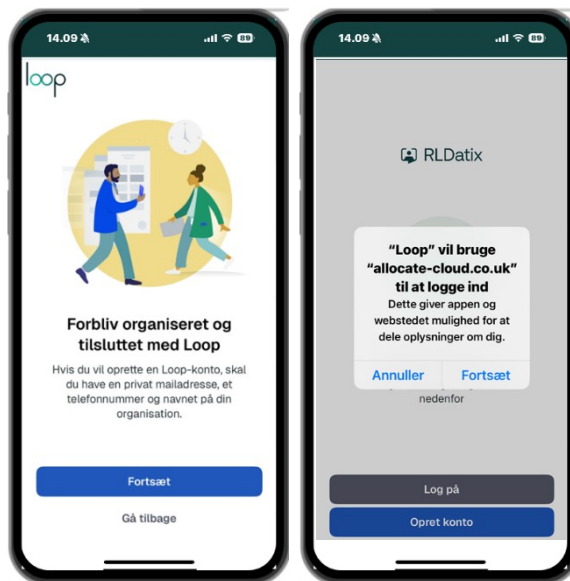 14.09
89
loop
Forbliv organiseret og
tilsluttet med Loop
Hvis du vil oprette en Loop-konto, skal
du have en privat mailadresse, et
telefonnummer og navnet på din
organisation.
Fortsæt
Gå tilbage
14.09
89
RLDatix
“Loop” vil bruge
“allocate-cloud.co.uk”
til at logge ind
Dette giver appen og
webstedet mulighed for at
dele oplysninger om dig.
Annuller Fortsæt
nedenfor
Log på
Opret konto